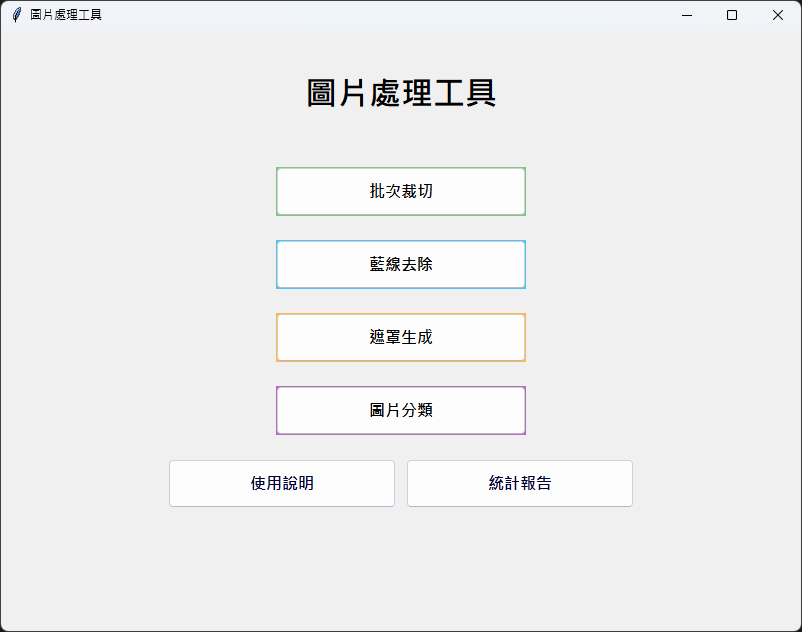 圖片處理工具
圖片處理工具
批次裁切
藍線去除
遮罩生成
圖片分類
使用說明
統計報告